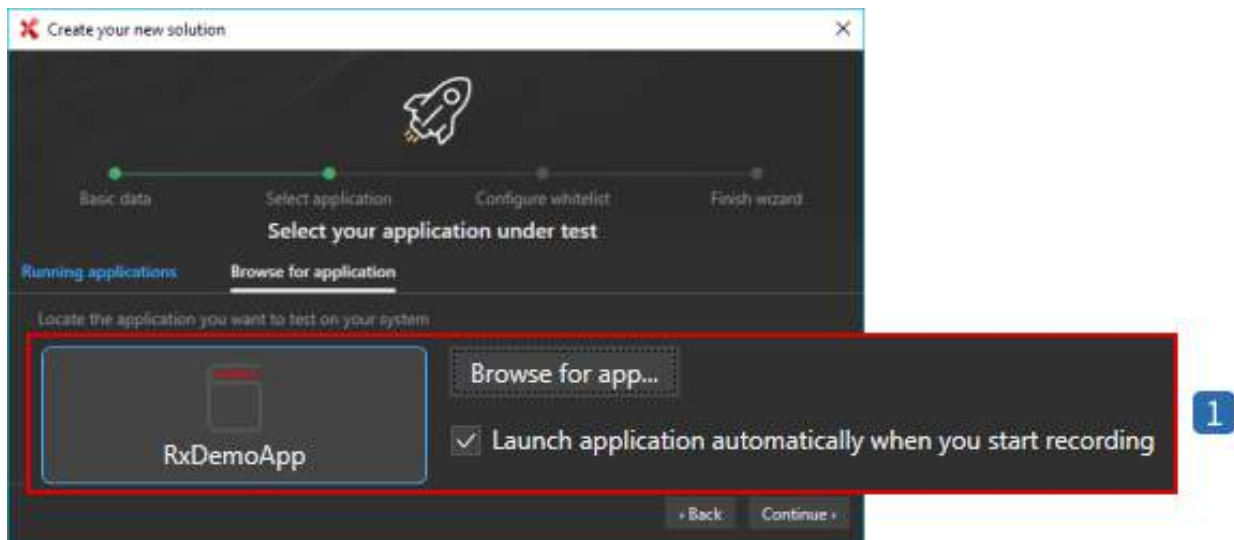 Create your new solution
Basic data Select application Configure whitelist Finish wizard
Select your application under test
Running applications Browse for application
Locate the application you want to test on your system
Browse for app...
Launch application automatically when you start recording
RxDemoApp
1
‹ Back Continue ›